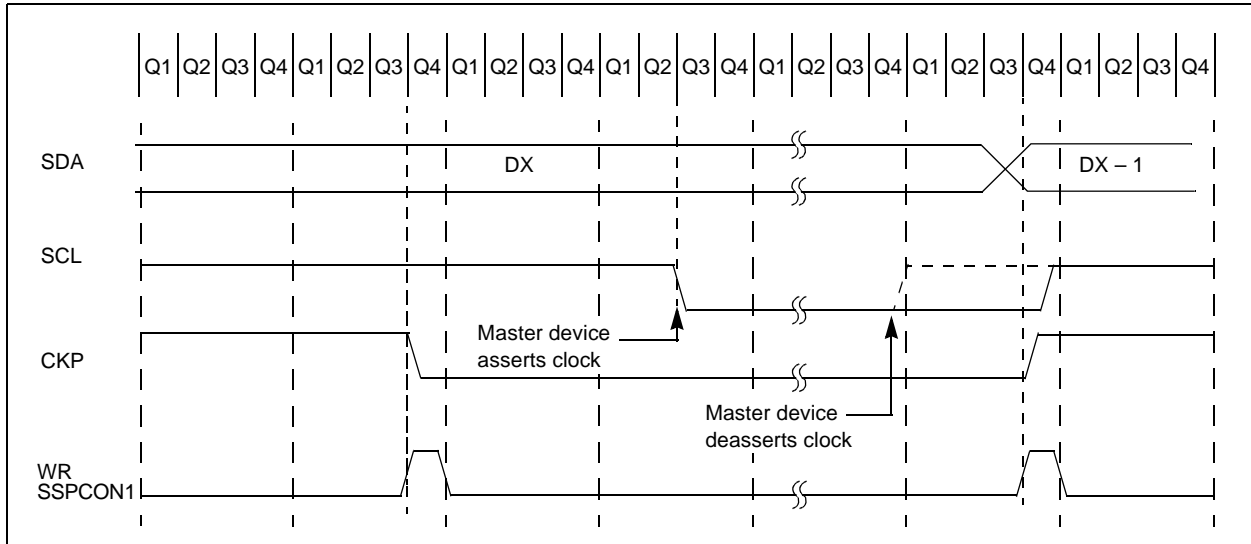 Q1 Q2 Q3 Q4 Q1 Q2 Q3 Q4 Q1 Q2 Q3 Q4 Q1 Q2 Q3 Q4 Q1 Q2 Q3 Q4 Q1 Q2 Q3 Q4 Q1 Q2 Q3 Q4
SDA
DX
DX – 1
SCL
Master device
asserts clock
CKP
Master device
deasserts clock
WR
SSPCON1